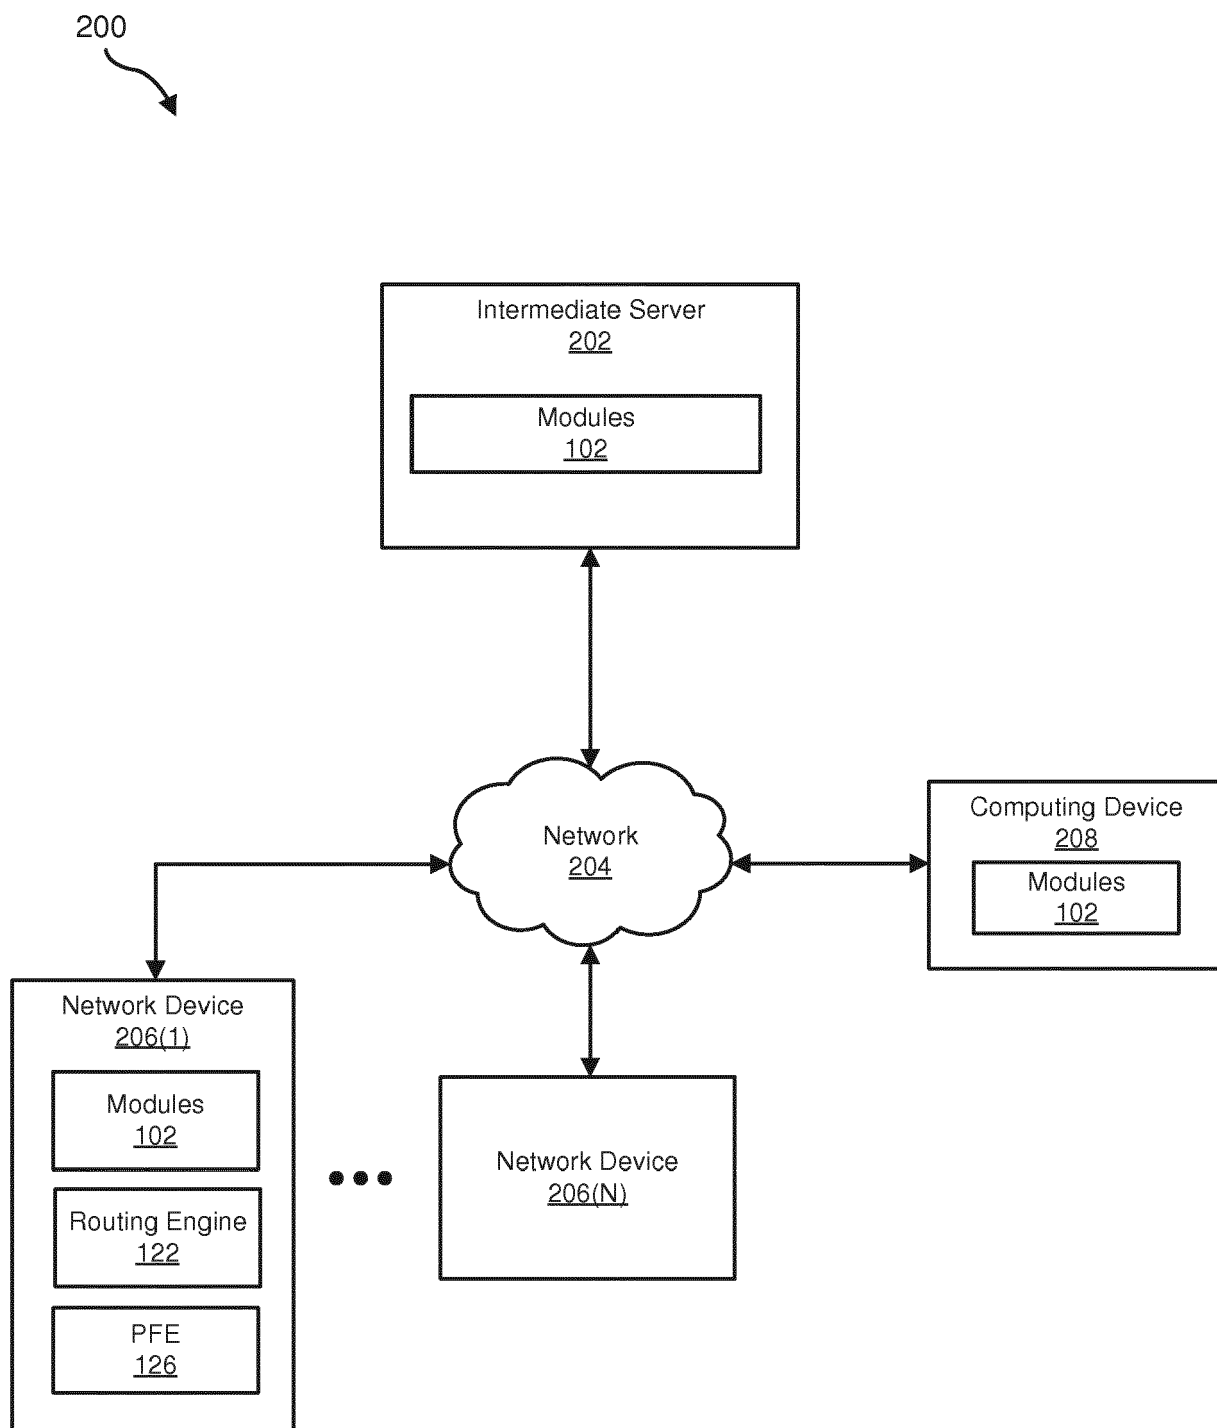 200
Intermediate Server
202
Modules
102
Network
204
Computing Device
208
Modules
102
Network Device
206(1)
Modules
102
Routing Engine
122
PFE
126
Network Device
206(N)